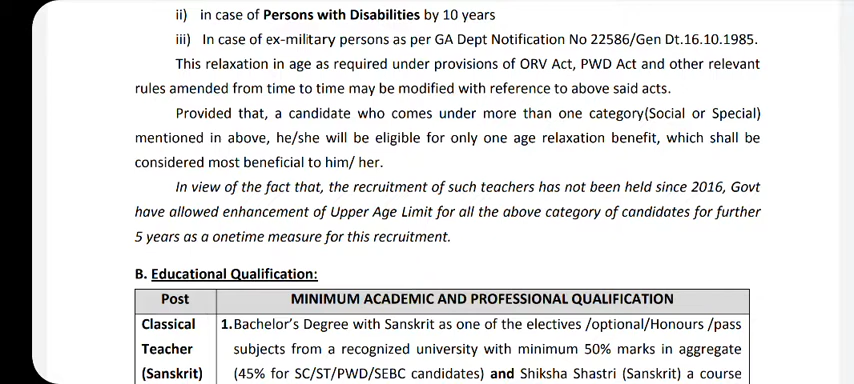 ii) in case of Persons with Disabilities by 10 years
iii) In case of ex-military persons as per GA Dept Notification No 22586/Gen Dt.16.10.1985.
This relaxation in age as required under provisions of ORV Act, PWD Act and other relevant
rules amended from time to time may be modified with reference to above said acts.
Provided that, a candidate who comes under more than one category(Social or Special)
mentioned in above, he/she will be eligible for only one age relaxation benefit, which shall be
considered most beneficial to him/ her.
In view of the fact that, the recruitment of such teachers has not been held since 2016, Govt
have allowed enhancement of Upper Age Limit for all the above category of candidates for further
5 years as a onetime measure for this recruitment.
B. Educational Qualification:
Post MINIMUM ACADEMIC AND PROFESSIONAL QUALIFICATION
Classical 1.Bachelor's Degree with Sanskrit as one of the electives /optional/Honours /pass
Teacher subjects from a recognized university with minimum 50% marks in aggregate
(Sanskrit) (45% for SC/ST/PWD/SEBC candidates) and Shiksha Shastri (Sanskrit) a course